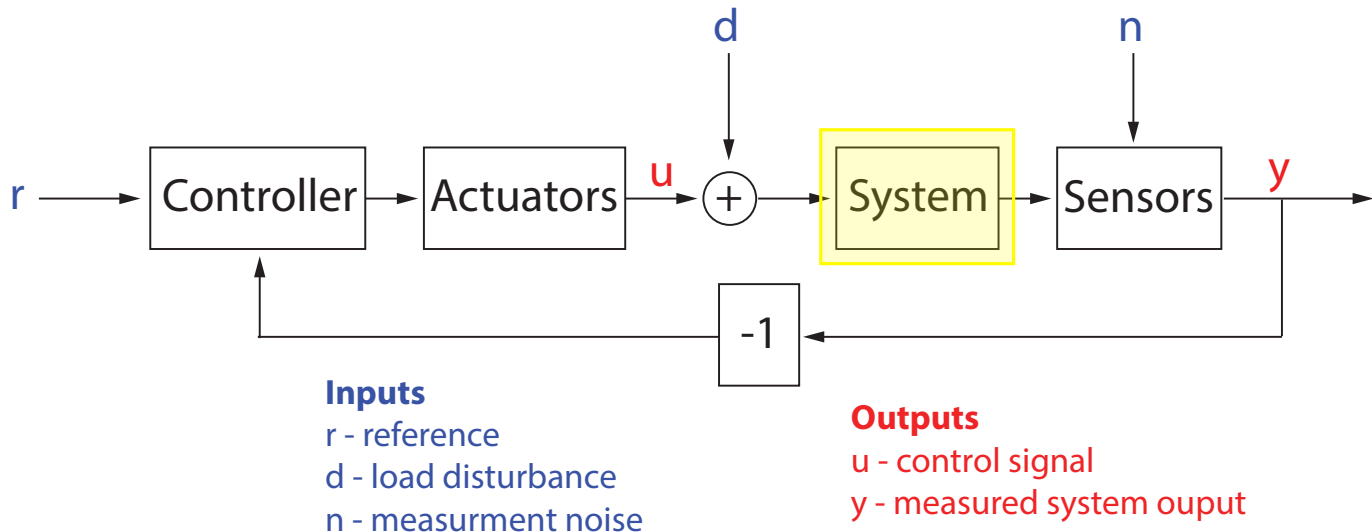 d
n
r
Controller
Actuators
u
+
System
Sensors
y
-1
Inputs
r - reference
d - load disturbance
n - measurment noise
Outputs
u - control signal
y - measured system ouput